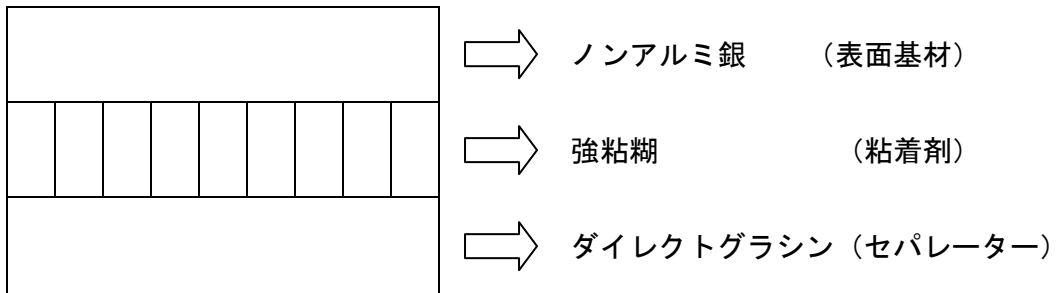 ノンアルミ銀　　（表面基材）
強粘糊　　　　　（粘着剤）
ダイレクトグラシン（セパレーター）